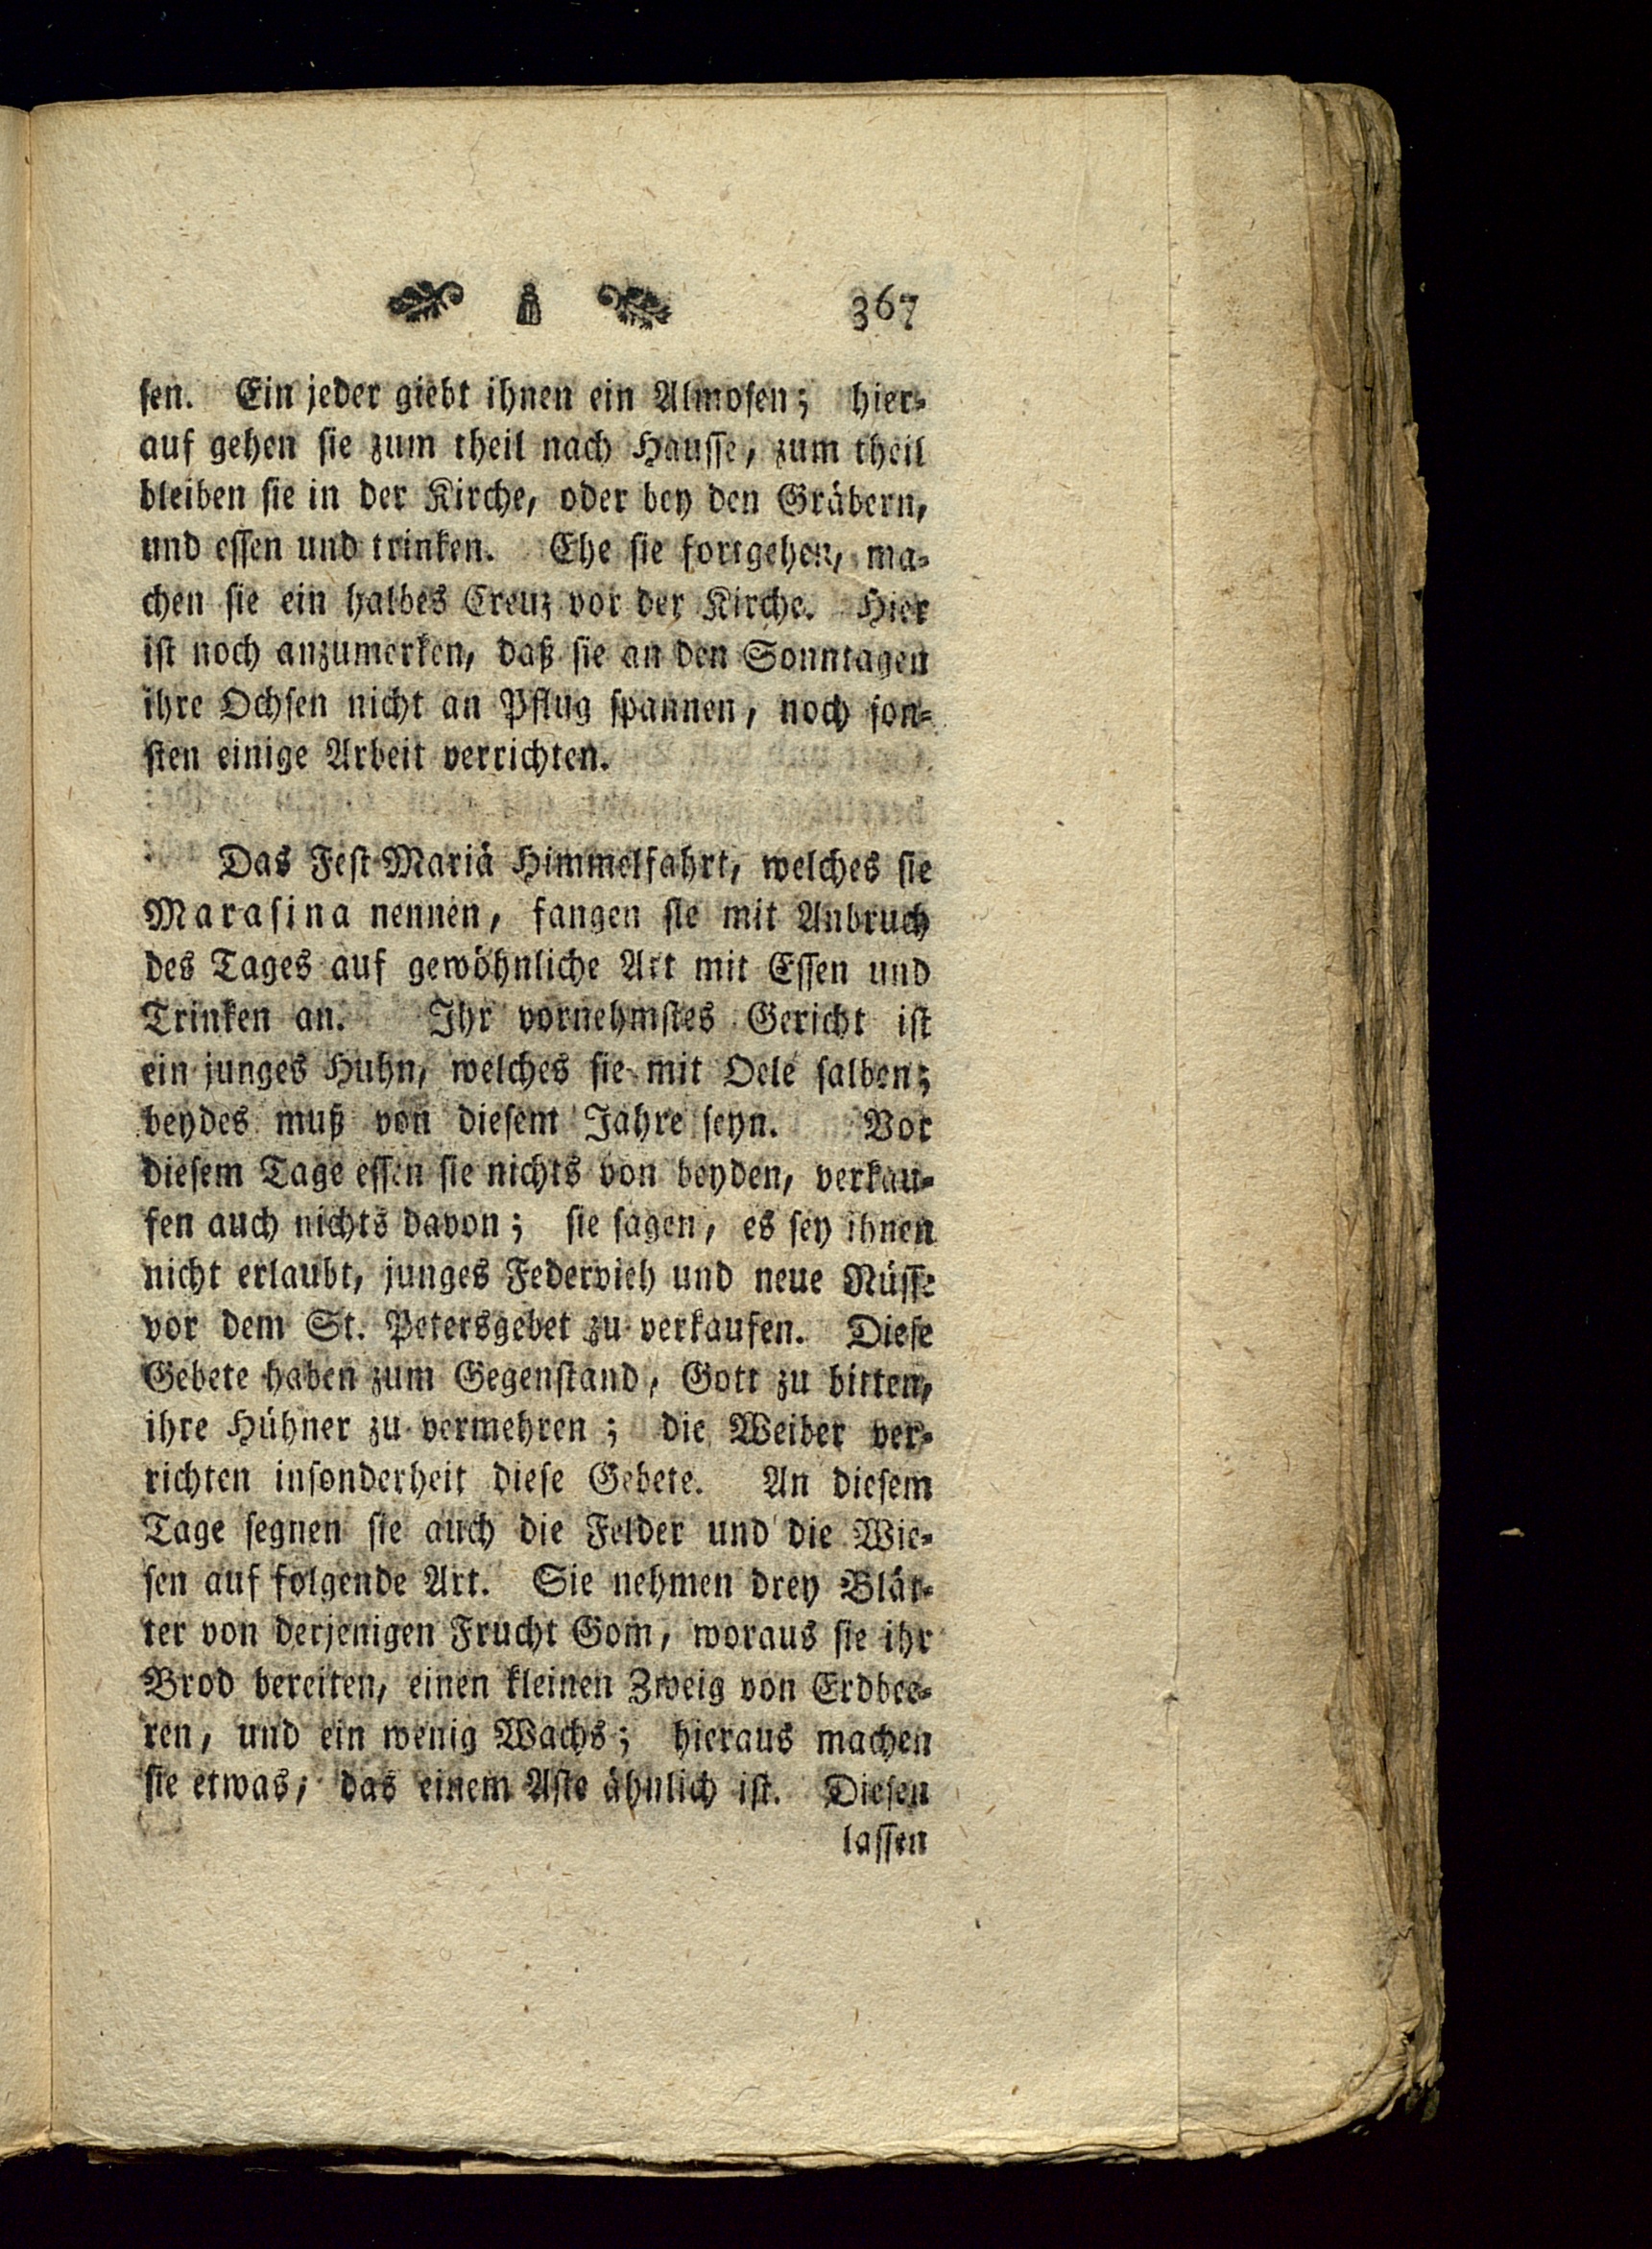 367
sen. Ein jeder giebt ihnen ein Almosen; hier-
auf gehen sie zum theil nach Hausse, zum theil
bleiben sie in der Kirche, oder bey den Gräbern,
und essen und trinken. Ehe sie fortgehen, ma-
chen sie ein halbes Creuz vor der Kirche. Hier
ist noch anzumerken, daß sie an den Sonntagen
ihre Ochsen nicht an Pflug spannen, noch son-
sten einige Arbeit verrichten.
Das Fest Mariä Himmelfahrt, welches sie
Marasina nennen, fangen sie mit Anbruch
des Tages auf gewöhnliche Art mit Essen und
Trinken an. Ihr vornehmstes Gericht ist
ein junges Huhn, welches sie mit Oele salben;
beydes muß von diesem Jahre seyn. Vor
diesem Tage essen sie nichts von beyden, verkau-
fen auch nichts davon; sie sagen, es sey ihnen
nicht erlaubt, junges Federvieh und neue Nüsse
vor dem St. Petersgebet zu verkaufen. Diese
Gebete haben zum Gegenstand, Gott zu bitten,
ihre Hühner zu vermehren; die Weiber ver-
richten insonderheit diese Gebete. An diesem
Tage segnen sie auch die Felder und die Wie-
sen auf folgende Art. Sie nehmen drey Blät-
ter von derjenigen Frucht Gom, woraus sie ihr
Brod bereiten, einen kleinen Zweig von Erdbee-
ren, und ein wenig Wachs; hieraus machen
sie etwas, das einem Aste ähnlich ist. Diesen
lassen